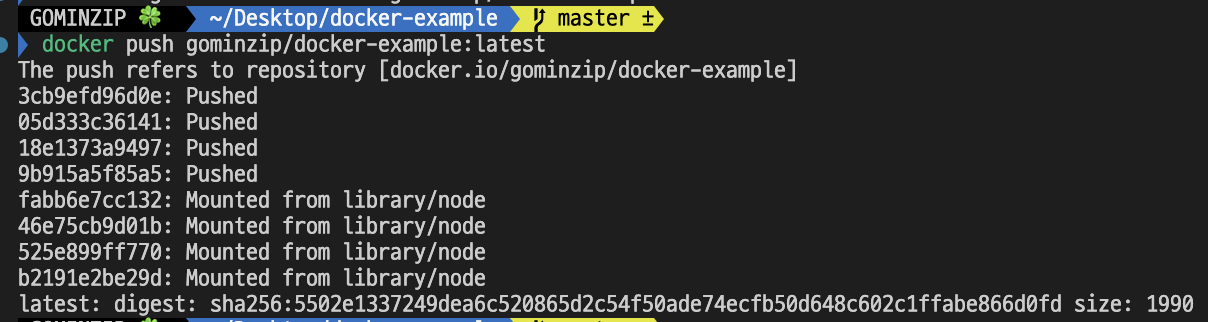 GOMINZIP 🍀 ~/Desktop/docker-example master ±
docker push gominzip/docker-example:latest
The push refers to repository [docker.io/gominzip/docker-example]
3cb9efd96d0e: Pushed
05d333c36141: Pushed
18e1373a9497: Pushed
9b915a5f85a5: Pushed
fabb6e7cc132: Mounted from library/node
46e75cb9d01b: Mounted from library/node
525e899ff770: Mounted from library/node
b2191e2be29d: Mounted from library/node
latest: digest: sha256:5502e1337249dea6c520865d2c54f50ade74ecfb50d648c602c1ffabe866d0fd size: 1990